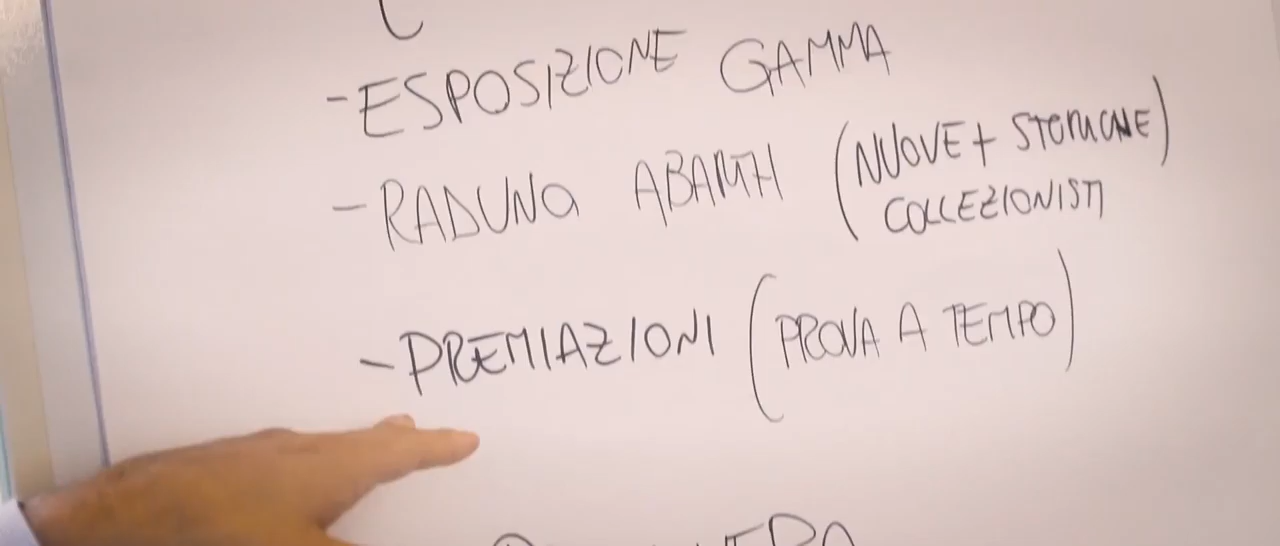 - ESPOSIZIONE GAMMA
- RADUNO ABARTH (NUOVE + STORICHE)
COLLEZIONISTI
- PREMIAZIONI (PROVA A TEMPO)